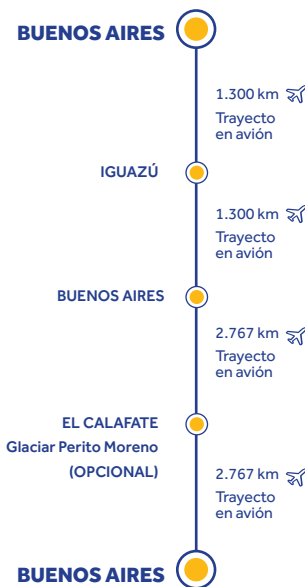 BUENOS AIRES
1.300 km
Trayecto
en avión
IGUAZÚ
1.300 km
Trayecto
en avión
BUENOS AIRES
2.767 km
Trayecto
en avión
EL CALAFATE
Glaciar Perito Moreno
(OPCIONAL)
2.767 km
Trayecto
en avión
BUENOS AIRES